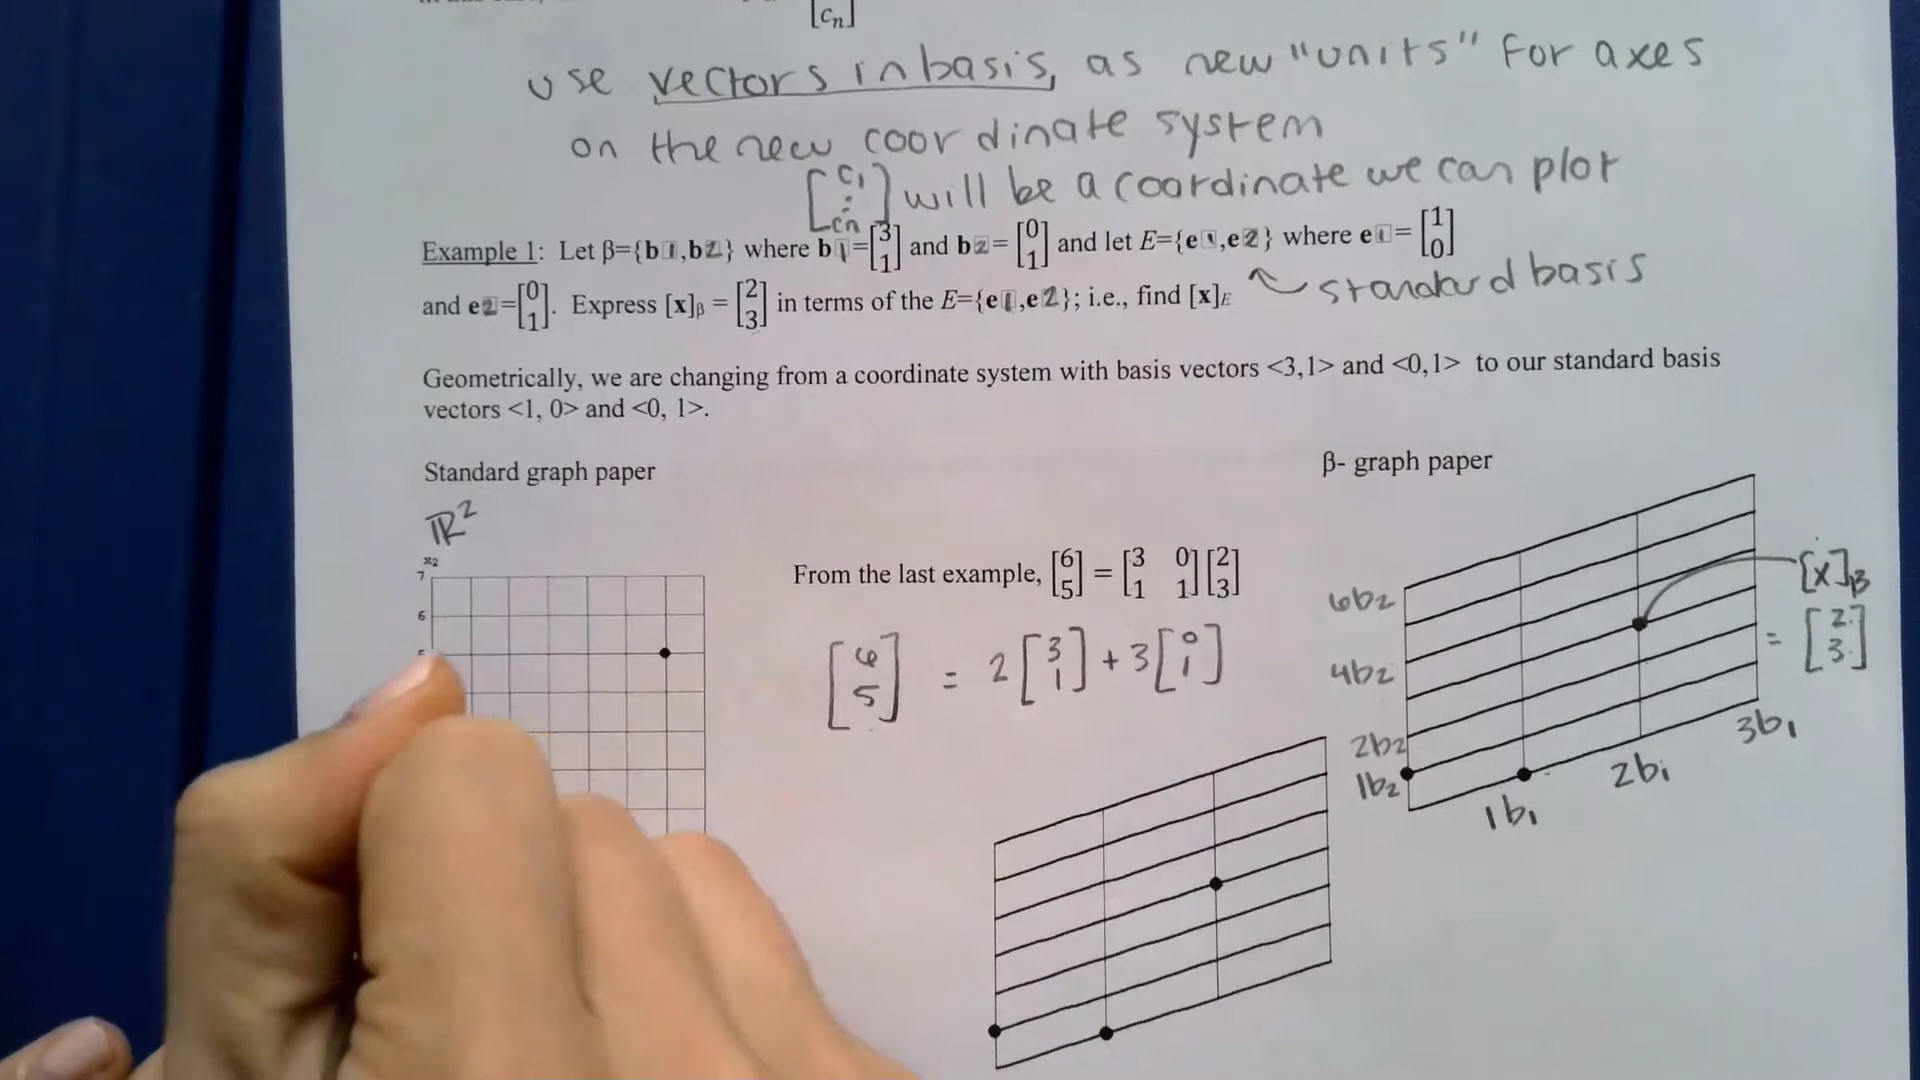 [cn]
use vectors in basis, as new "units" for axes
on the new coordinate system
[c1 : cn] will be a coordinate we can plot
Example 1: Let β={b1,b2} where b1=[3 1] and b2=[0 1] and let E={e1,e2} where e1=[1 0]
and e2=[0 1]. Express [x]β = [2 3] in terms of the E={e1,e2}; i.e., find [x]E
standard basis
Geometrically, we are changing from a coordinate system with basis vectors <3,1> and <0,1> to our standard basis
vectors <1, 0> and <0, 1>.
Standard graph paper
β- graph paper
ℝ2
x2
7
6
From the last example, [6 5] = [3 0 1 1][2 3]
[6 5] = 2[3 1] + 3[0 1]
6b2
4b2
2b2
1b2
1b1
2b1
3b1
[x]β
= [2 3]